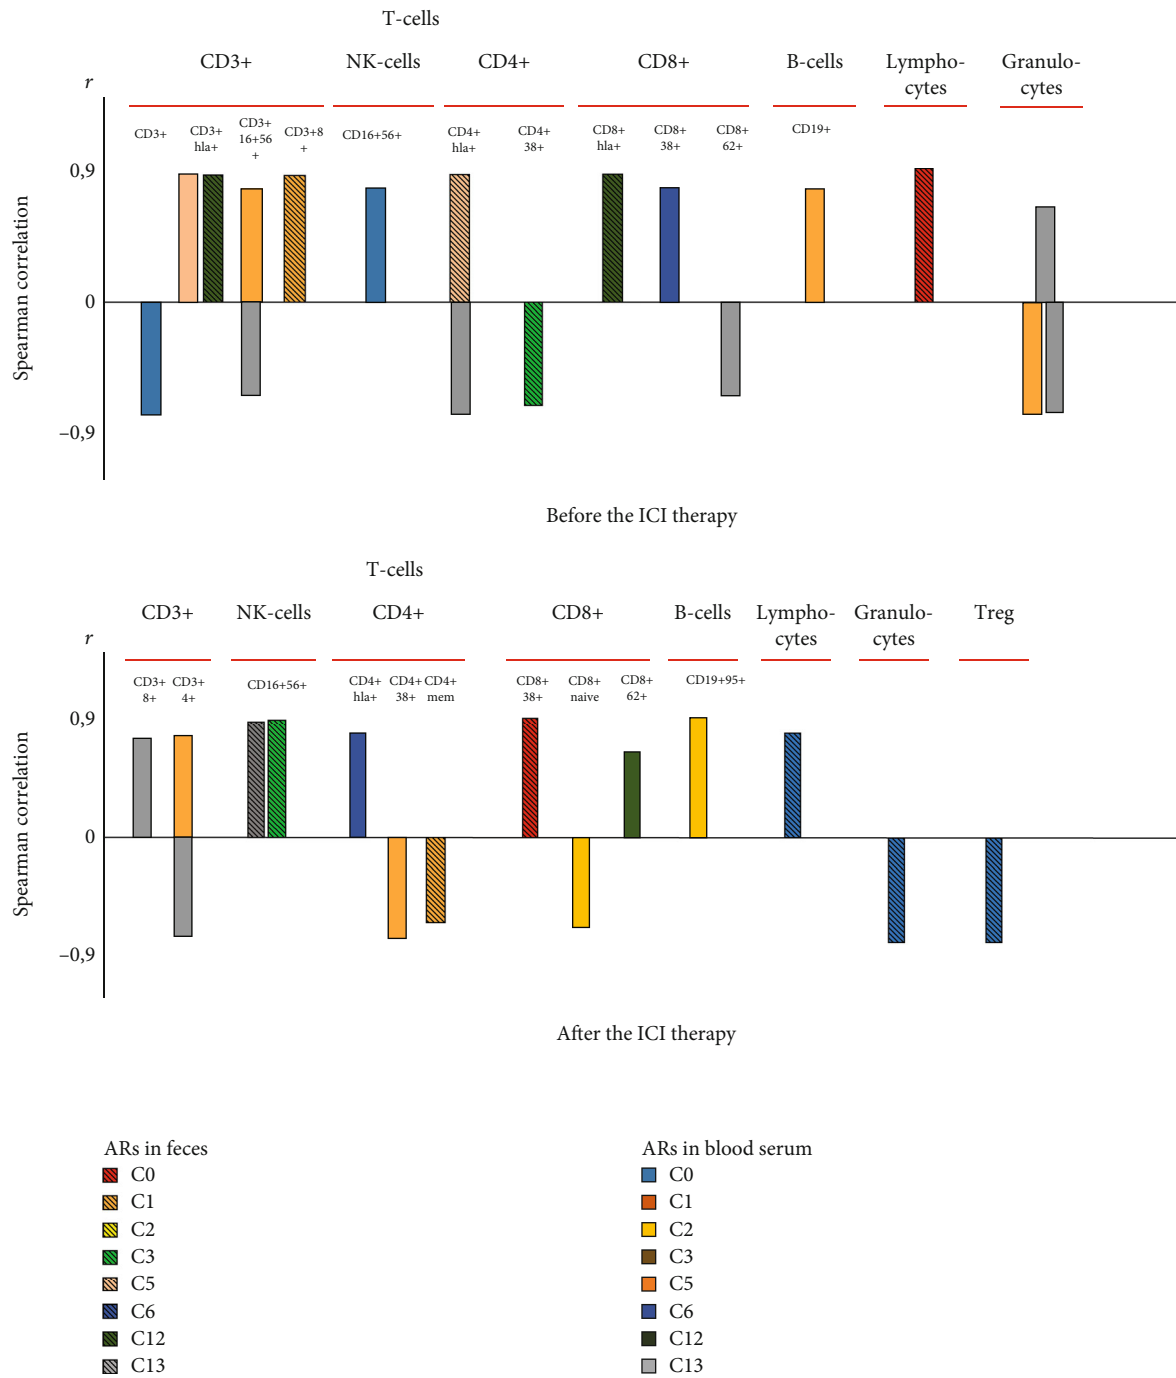 T-cells
CD3+ NK-cells CD4+ CD8+ B-cells Lympho- Granulo-
cytes cytes
r
CD3+ CD3+ CD3+ CD3+8 CD16+56+ CD4+ CD4+ CD8+ CD8+ CD8+ CD19+
hla+ 16+56 + hla+ 38+ hla+ 38+ 62+
+
0,9
0
–0,9
Spearman correlation
Before the ICI therapy
T-cells
CD3+ NK-cells CD4+ CD8+ B-cells Lympho- Granulo- Treg
cytes cytes
r
CD3+ CD3+ CD16+56+ CD4+ CD4+ CD4+ CD8+ CD8+ CD8+ CD19+95+
8+ 4+ hla+ 38+ mem 38+ naive 62+
0,9
0
–0,9
Spearman correlation
After the ICI therapy
ARs in feces
C0
C1
C2
C3
C5
C6
C12
C13
ARs in blood serum
C0
C1
C2
C3
C5
C6
C12
C13